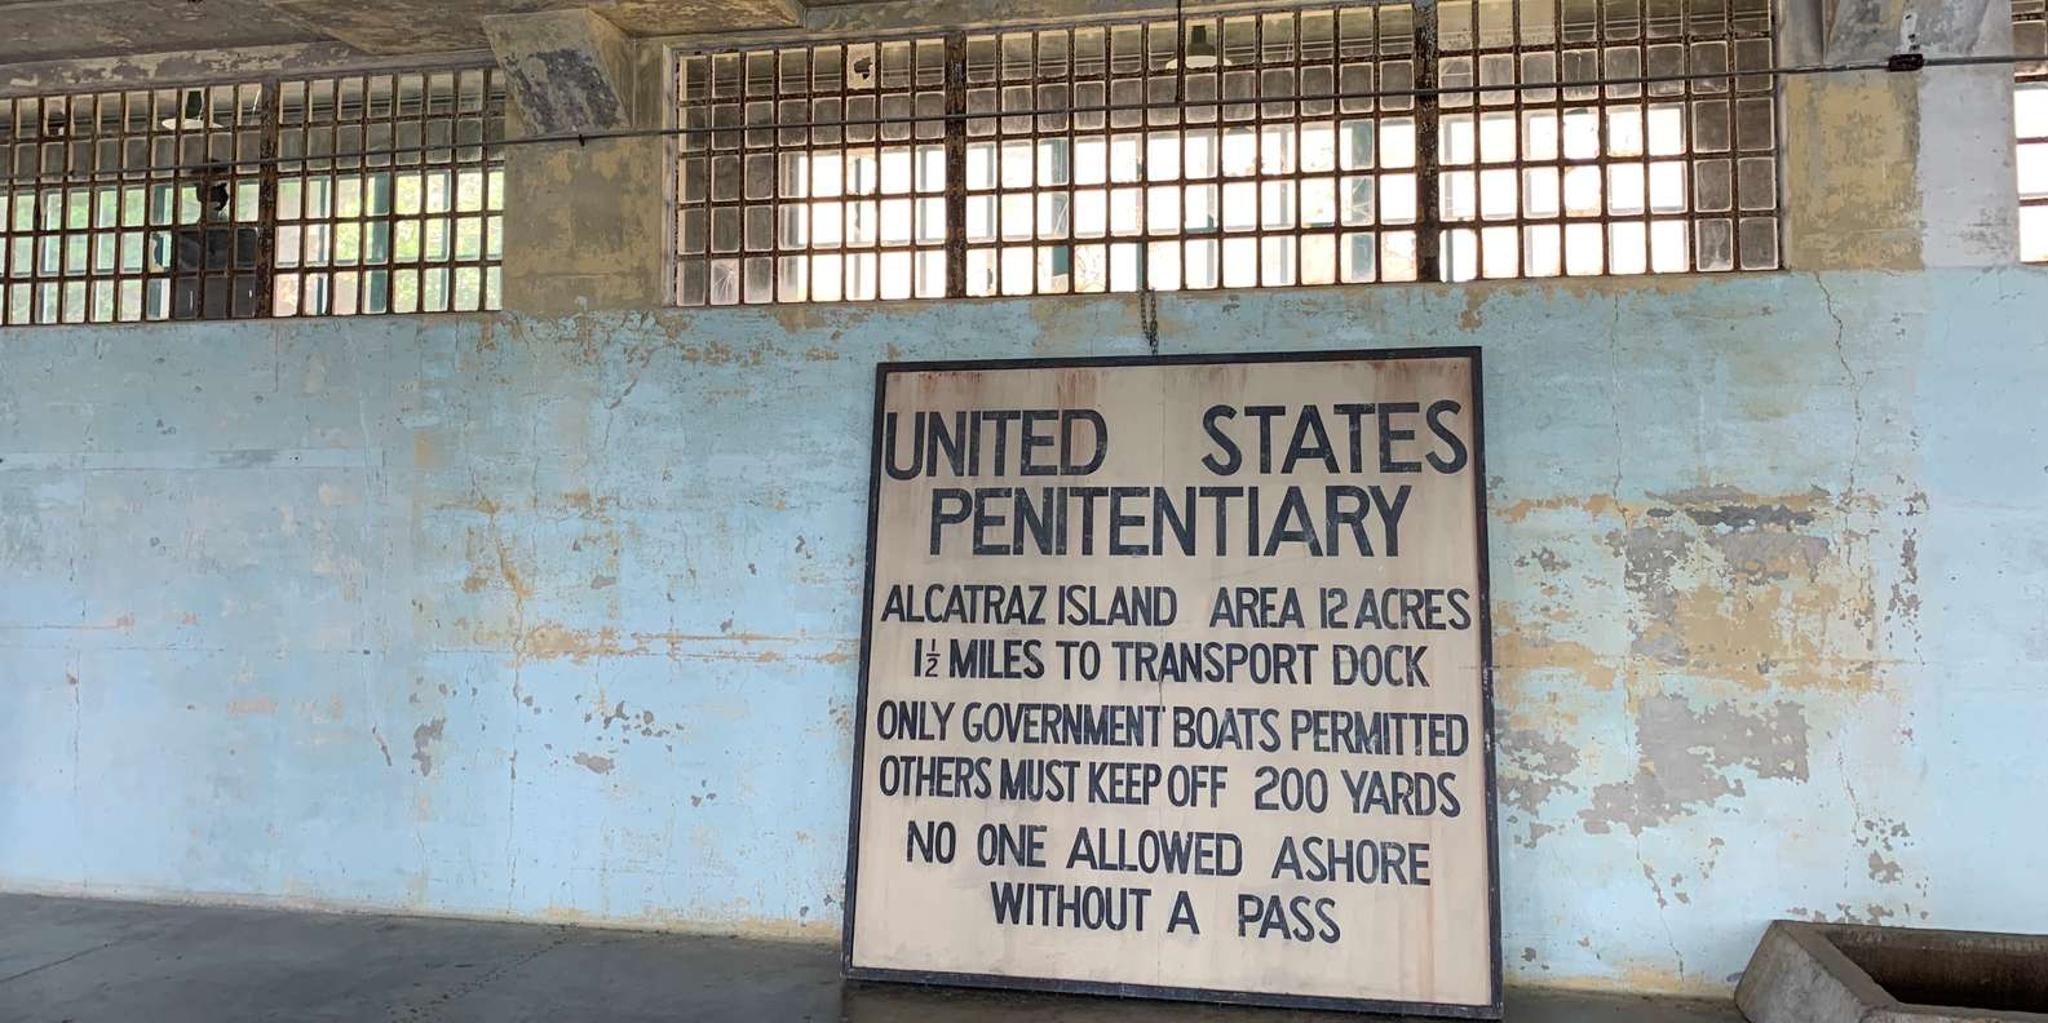 UNITED STATES
PENITENTIARY
ALCATRAZ ISLAND AREA 12 ACRES
1½ MILES TO TRANSPORT DOCK
ONLY GOVERNMENT BOATS PERMITTED
OTHERS MUST KEEP OFF 200 YARDS
NO ONE ALLOWED ASHORE
WITHOUT A PASS